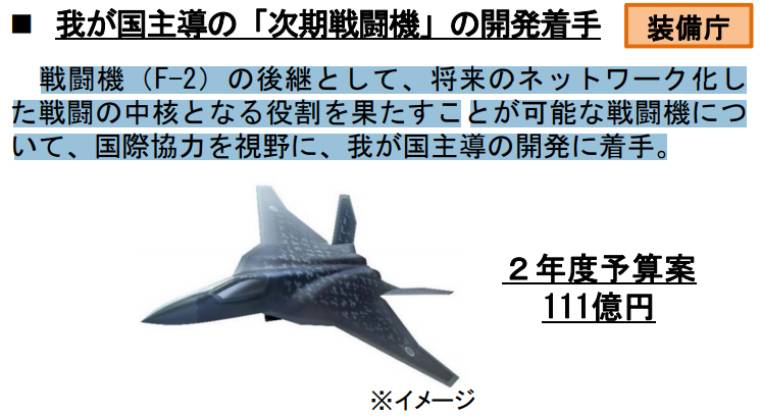 ■ 我が国主導の「次期戦闘機」の開発着手
装備庁
戦闘機（F-2）の後継として、将来のネットワーク化し
た戦闘の中核となる役割を果たすことが可能な戦闘機につ
いて、国際協力を視野に、我が国主導の開発に着手。
２年度予算案
111億円
※イメージ